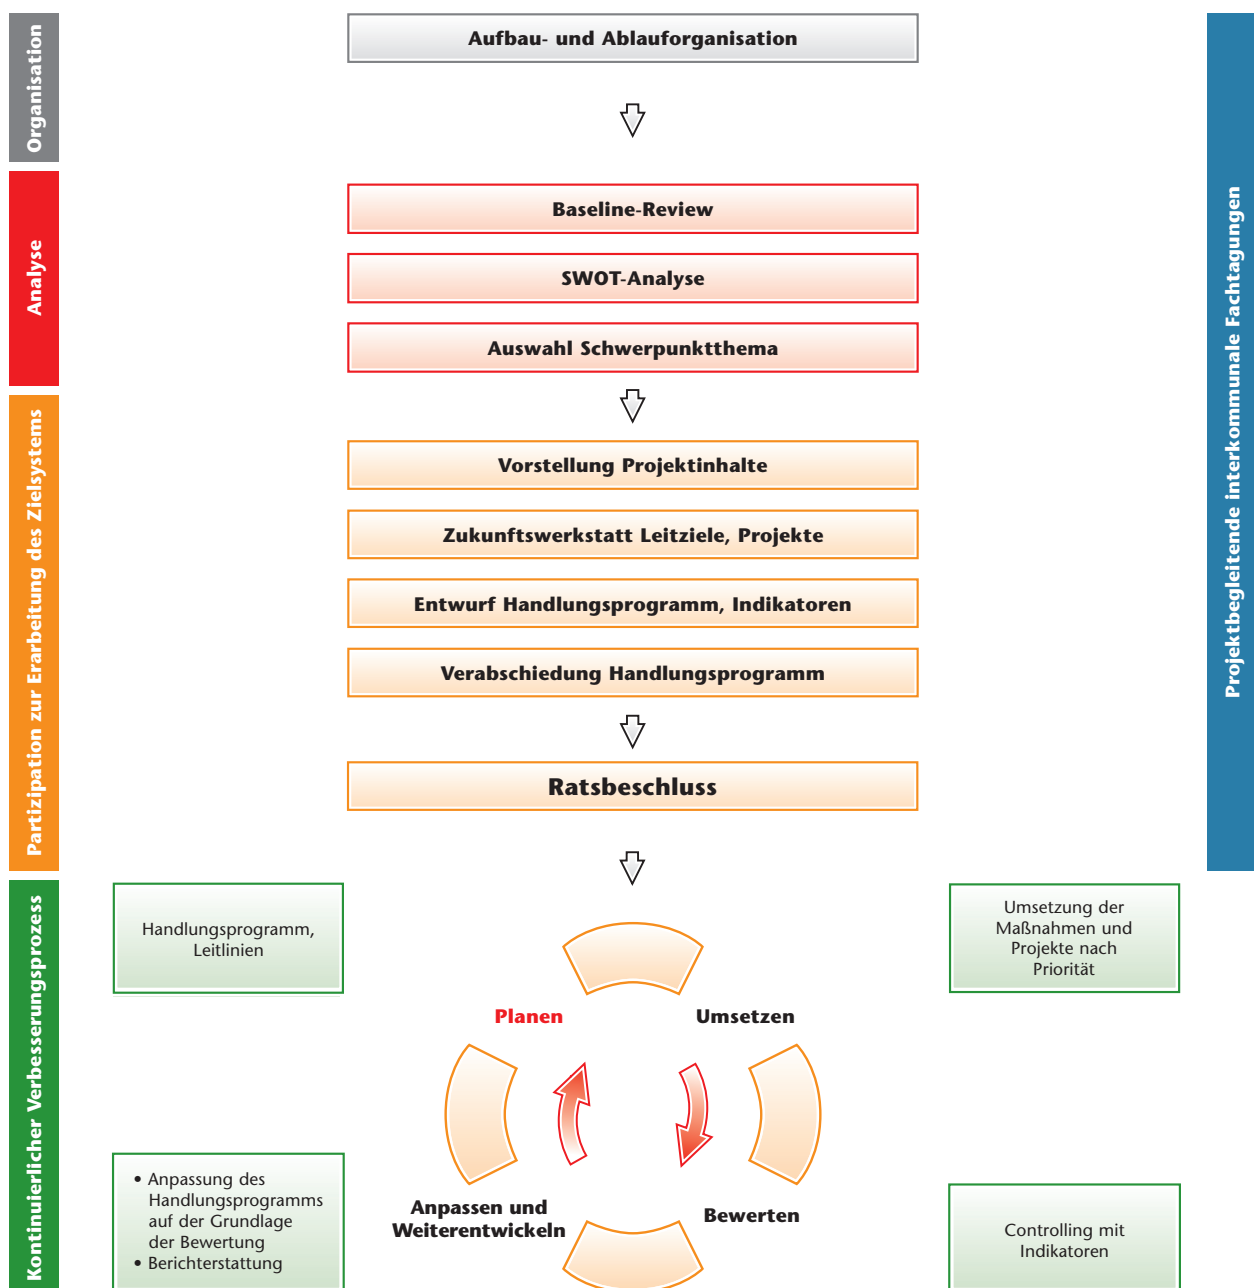 Organisation
Aufbau- und Ablauforganisation
Projektbegleitende interkommunale Fachtagungen
Analyse
Baseline-Review
SWOT-Analyse
Auswahl Schwerpunktthema
Partizipation zur Erarbeitung des Zielsystems
Vorstellung Projektinhalte
Zukunftswerkstatt Leitziele, Projekte
Entwurf Handlungsprogramm, Indikatoren
Verabschiedung Handlungsprogramm
Ratsbeschluss
Kontinuierlicher Verbesserungsprozess
Handlungsprogramm,
Leitlinien
Umsetzung der
Maßnahmen und
Projekte nach
Priorität
Planen
Umsetzen
Anpassen und
Weiterentwickeln
Bewerten
• Anpassung des
Handlungsprogramms
auf der Grundlage
der Bewertung
• Berichterstattung
Controlling mit
Indikatoren